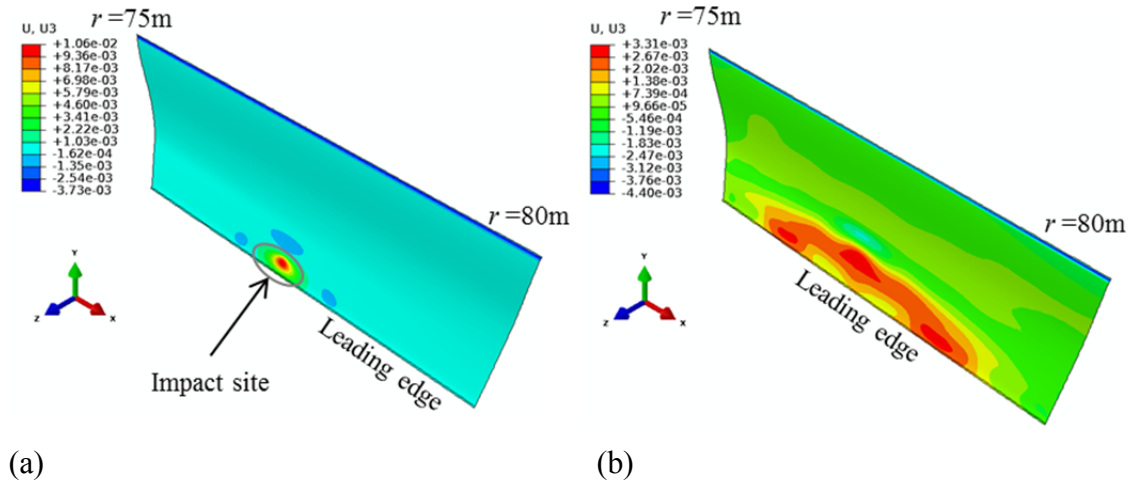 r =75m
U, U3
+1.06e-02
+9.36e-03
+8.17e-03
+6.98e-03
+5.79e-03
+4.60e-03
+3.41e-03
+2.22e-03
+1.03e-03
-1.62e-04
-1.35e-03
-2.54e-03
-3.73e-03
r =80m
Y
Z
X
Leading edge
Impact site
(a)
r =75m
U, U3
+3.31e-03
+2.67e-03
+2.02e-03
+1.38e-03
+7.39e-04
+9.66e-05
-5.46e-04
-1.19e-03
-1.83e-03
-2.47e-03
-3.12e-03
-3.76e-03
-4.40e-03
r =80m
Y
Z
X
Leading edge
(b)